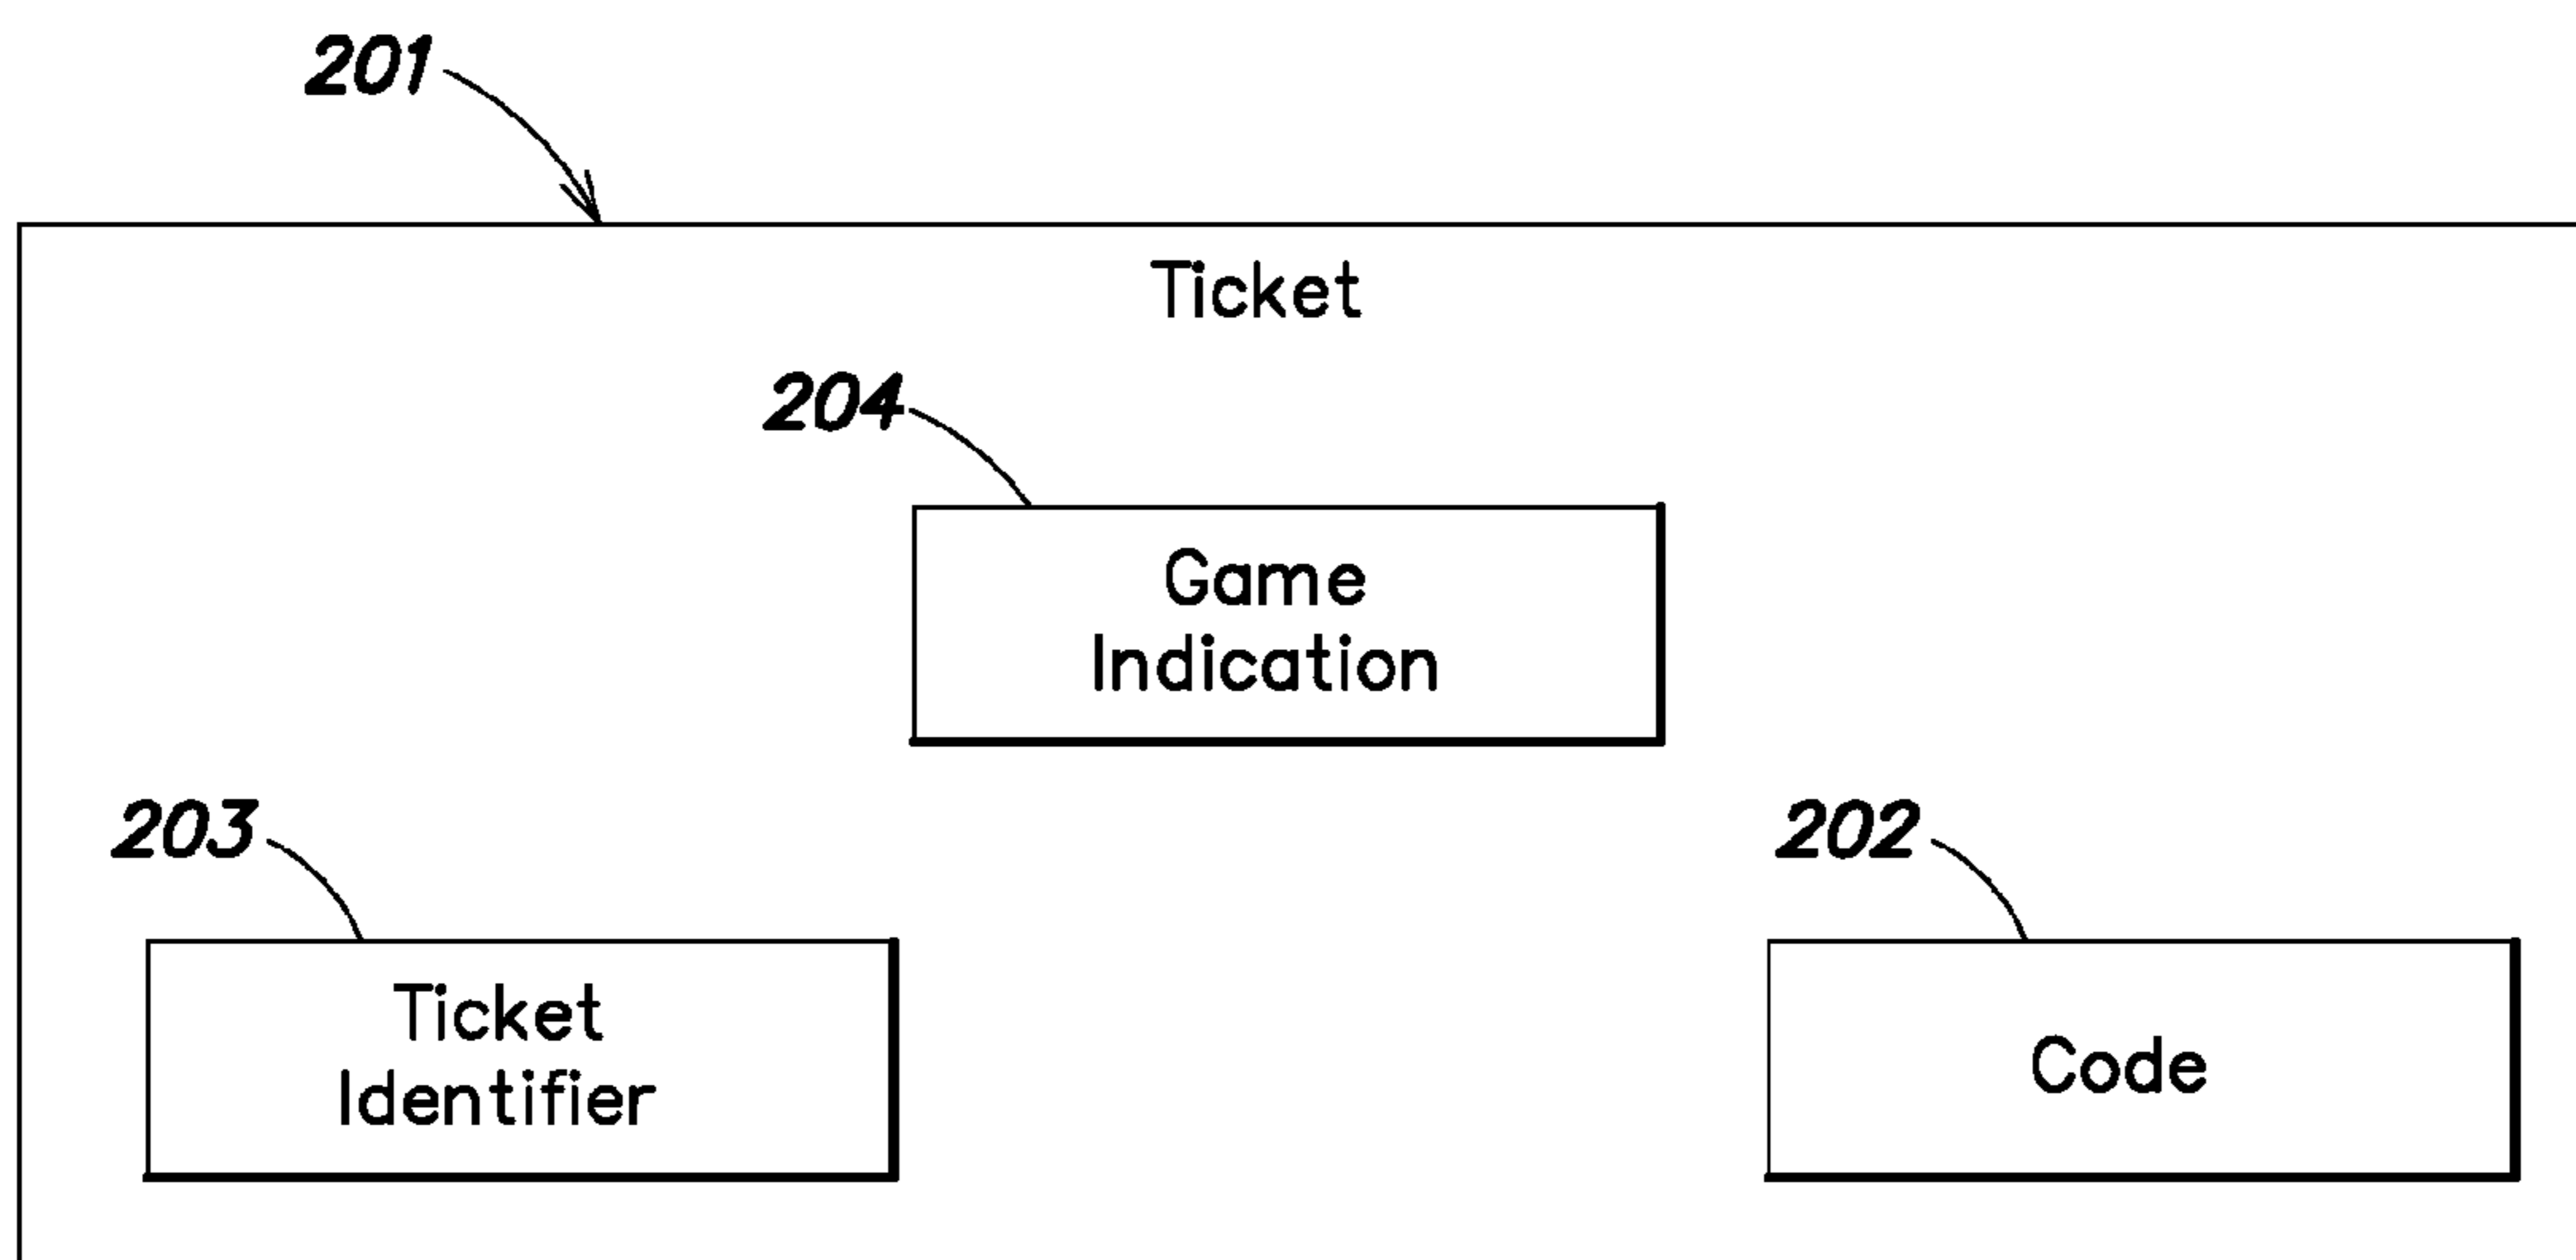 201
Ticket
204
Game
Indication
203
202
Ticket
Identifier
Code